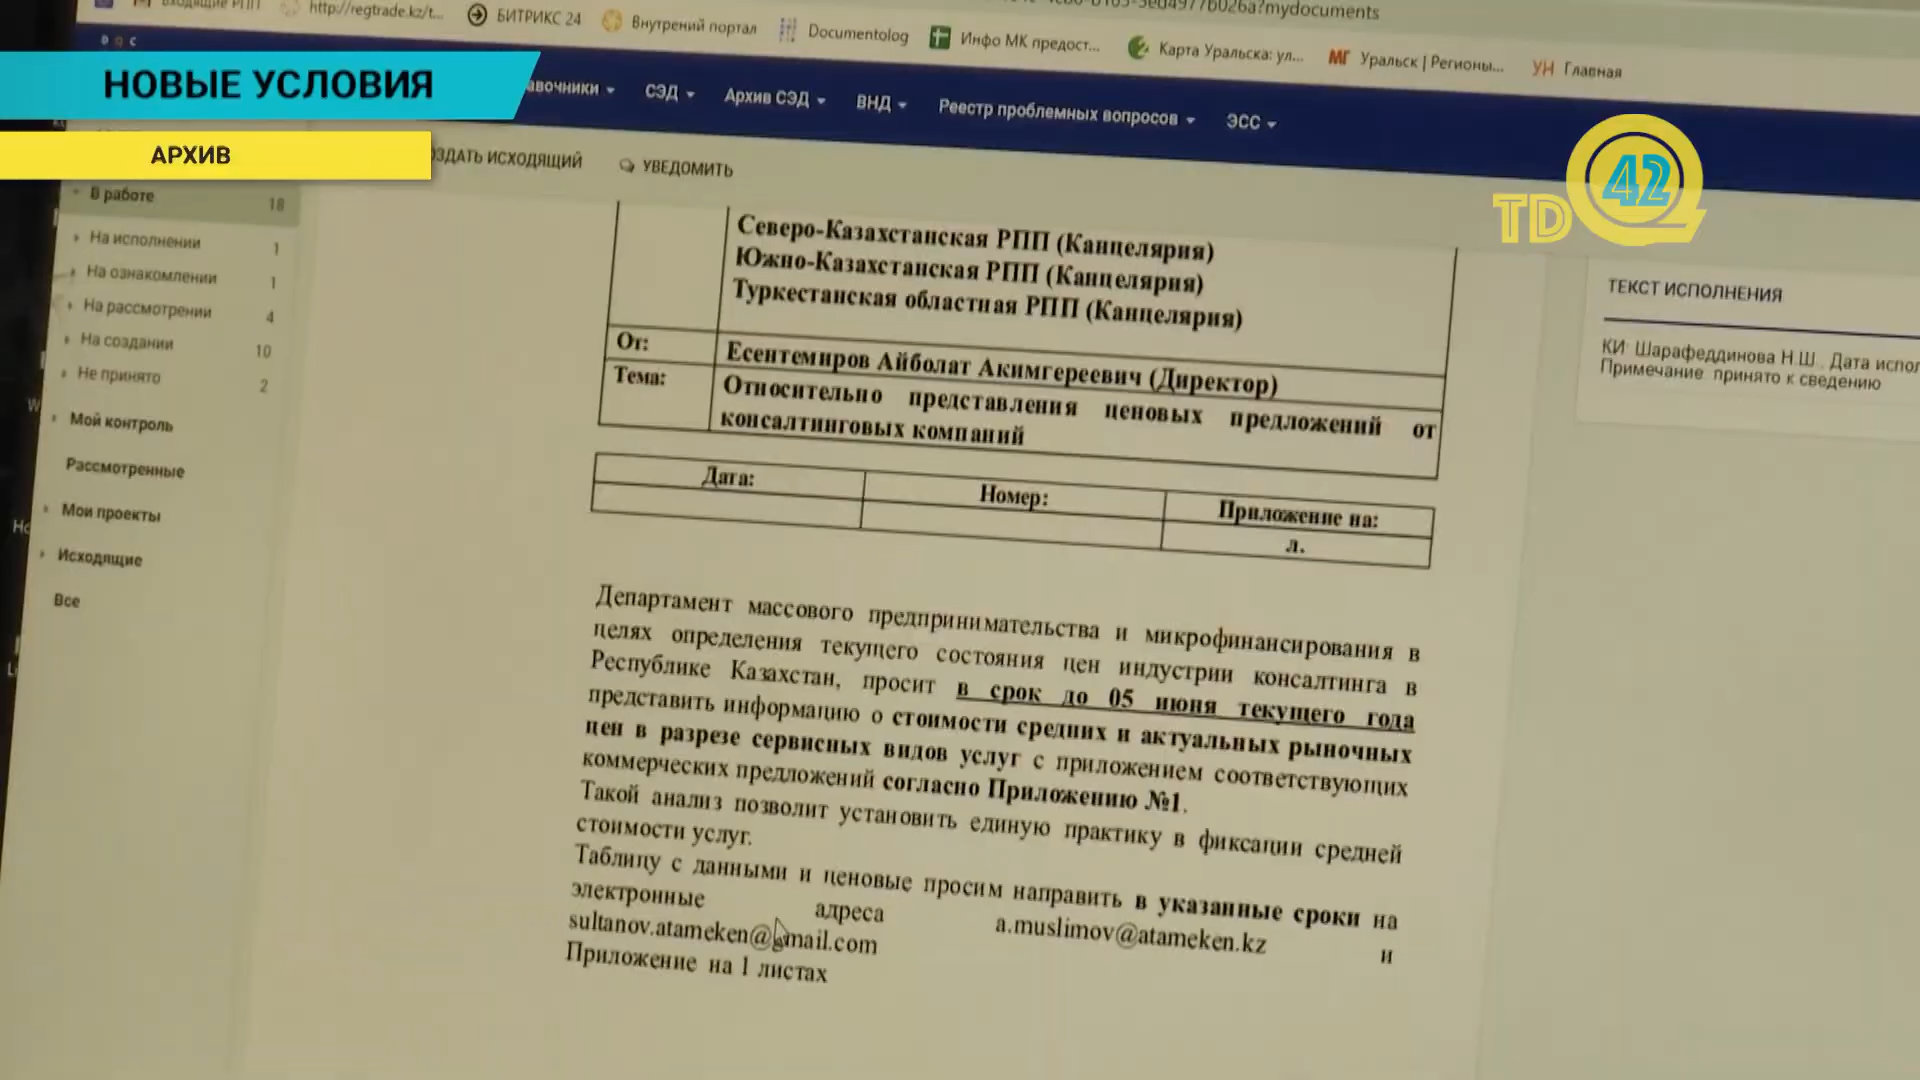 mydocuments
http://regtrade.kz/t...
БИТРИКС 24
Внутрений портал
Documentolog
Инфо МК предост...
Карта Уральска: ул...
МГ Уральск | Регионы...
УН Главная
НОВЫЕ УСЛОВИЯ
АРХИВ
СЭД
Архив СЭД
ВНД
Реестр проблемных вопросов
ЭСС
ИСХОДЯЩИЙ
УВЕДОМИТЬ
TD 42
В работе 18
На исполнении 1
На ознакомлении 1
На рассмотрении 4
На создании 10
Не принято 2
Мой контроль
Рассмотренные
Мои проекты
Исходящие
Все
Северо-Казахстанская РПП (Канцелярия)
Южно-Казахстанская РПП (Канцелярия)
Туркестанская областная РПП (Канцелярия)
От: Есентемиров Айболат Акимгереевич (Директор)
Тема: Относительно представления ценовых предложений от
консалтинговых компаний
Дата: Номер: Приложение на:
л.
Департамент массового предпринимательства и микрофинансирования в
целях определения текущего состояния цен индустрии консалтинга в
Республике Казахстан, просит в срок до 05 июня текущего года
представить информацию о стоимости средних и актуальных рыночных
цен в разрезе сервисных видов услуг с приложением соответствующих
коммерческих предложений согласно Приложению №1.
Такой анализ позволит установить единую практику в фиксации средней
стоимости услуг.
Таблицу с данными и ценовые просим направить в указанные сроки на
электронные адреса a.muslimov@atameken.kz и
sultanov.atameken@gmail.com
Приложение на 1 листах
ТЕКСТ ИСПОЛНЕНИЯ
КИ: Шарафеддинова Н.Ш., Дата
Примечание: принято к сведению